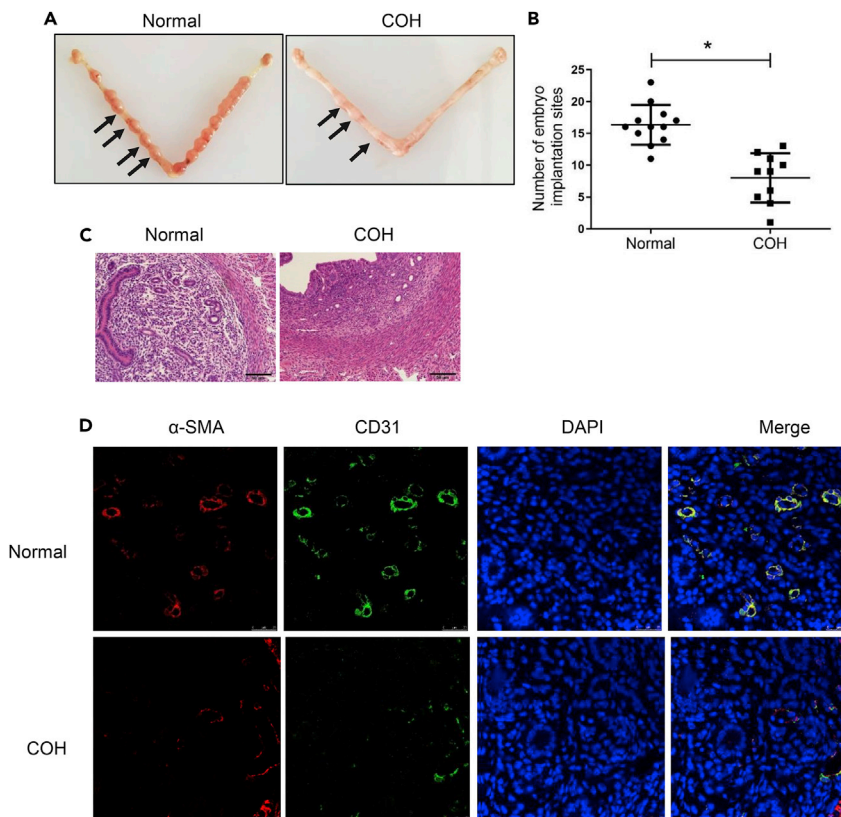 A
Normal
COH
B
*
Number of embryo
implantation sites
25
20
15
10
5
0
Normal
COH
C
Normal
COH
D
α-SMA
CD31
DAPI
Merge
Normal
COH